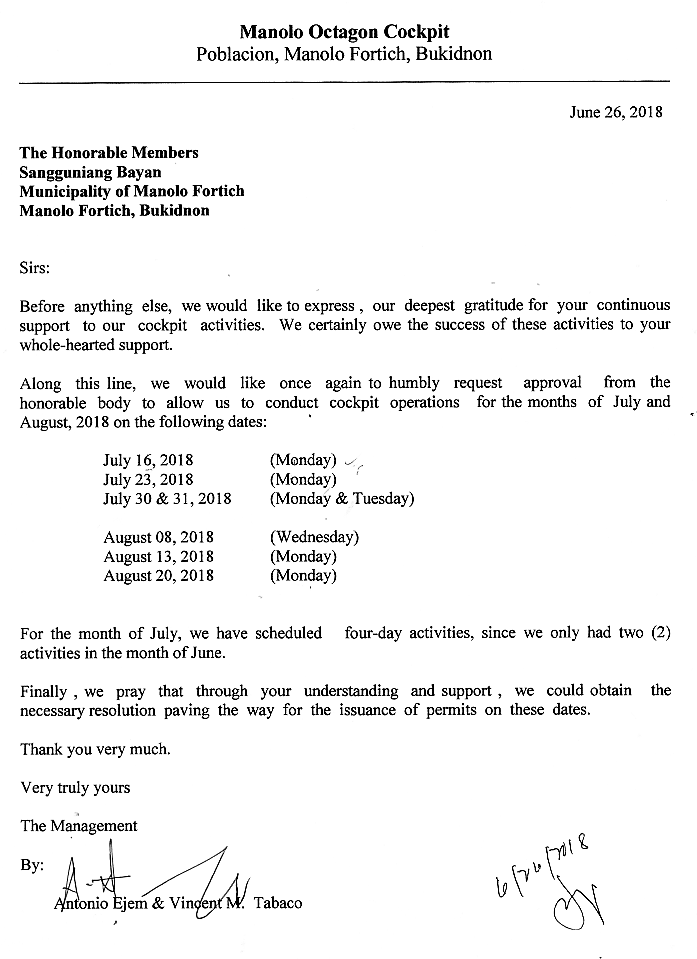 Manolo Octagon Cockpit
Poblacion, Manolo Fortich, Bukidnon
June 26, 2018
The Honorable Members
Sangguniang Bayan
Municipality of Manolo Fortich
Manolo Fortich, Bukidnon
Sirs:
Before anything else, we would like to express , our deepest gratitude for your continuous
support to our cockpit activities. We certainly owe the success of these activities to your
whole-hearted support.
Along this line, we would like once again to humbly request approval from the
honorable body to allow us to conduct cockpit operations for the months of July and
August, 2018 on the following dates:
July 16, 2018 (Monday)
July 23, 2018 (Monday)
July 30 & 31, 2018 (Monday & Tuesday)
August 08, 2018 (Wednesday)
August 13, 2018 (Monday)
August 20, 2018 (Monday)
For the month of July, we have scheduled four-day activities, since we only had two (2)
activities in the month of June.
Finally , we pray that through your understanding and support , we could obtain the
necessary resolution paving the way for the issuance of permits on these dates.
Thank you very much.
Very truly yours
The Management
By:
Antonio Ejem & Vincent M. Tabaco
6/26/2018